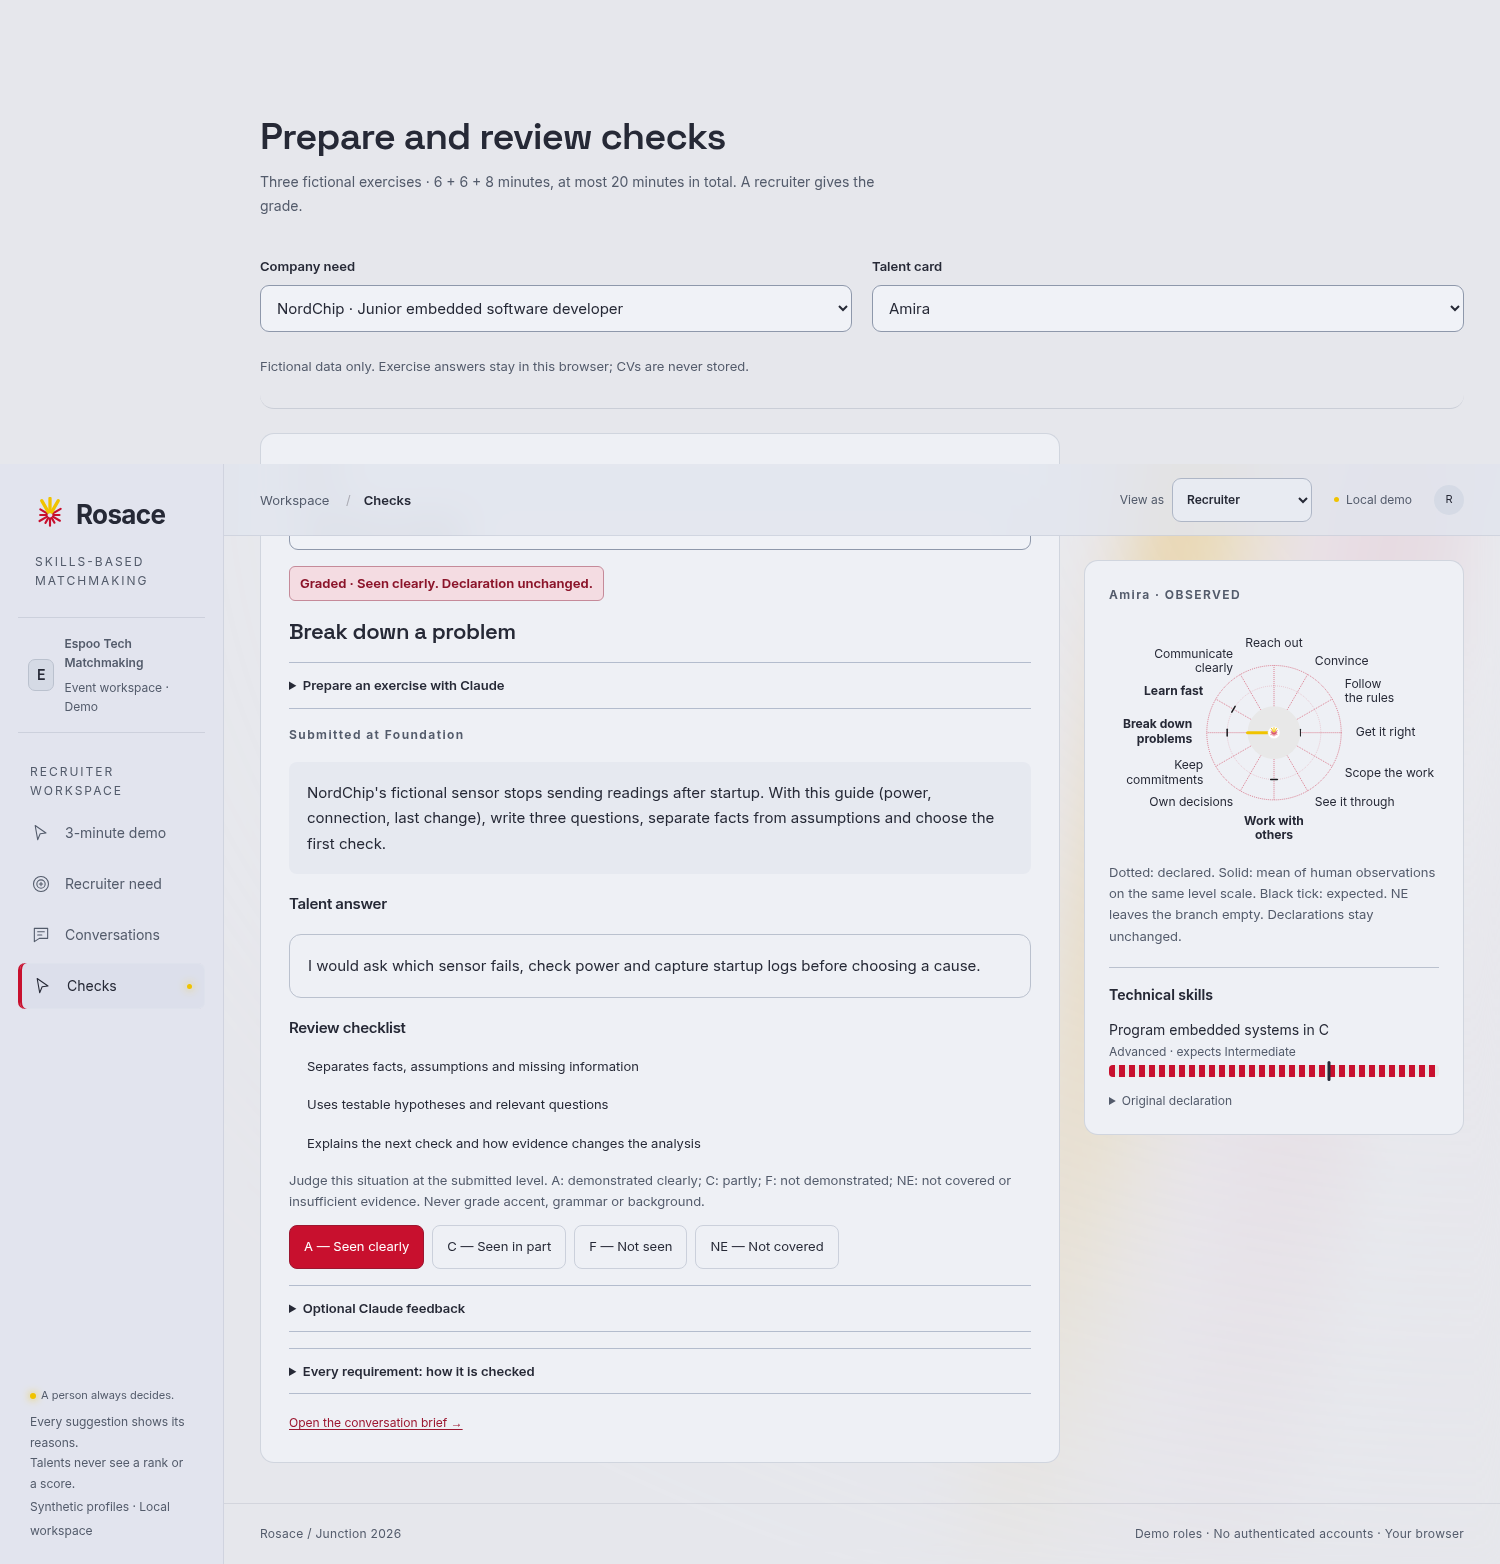 Prepare and review checks
Three fictional exercises · 6 + 6 + 8 minutes, at most 20 minutes in total. A recruiter gives the
grade.
Company need
Talent card
NordChip · Junior embedded software developer
Amira
Fictional data only. Exercise answers stay in this browser; CVs are never stored.
Rosace
SKILLS-BASED
MATCHMAKING
E
Espoo Tech
Matchmaking
Event workspace ·
Demo
RECRUITER
WORKSPACE
3-minute demo
Recruiter need
Conversations
Checks
A person always decides.
Every suggestion shows its
reasons.
Talents never see a rank or
a score.
Synthetic profiles · Local
workspace
Workspace / Checks
View as
Recruiter
Local demo
R
Graded · Seen clearly. Declaration unchanged.
Break down a problem
Prepare an exercise with Claude
Submitted at Foundation
NordChip's fictional sensor stops sending readings after startup. With this guide (power,
connection, last change), write three questions, separate facts from assumptions and choose the
first check.
Talent answer
I would ask which sensor fails, check power and capture startup logs before choosing a cause.
Review checklist
Separates facts, assumptions and missing information
Uses testable hypotheses and relevant questions
Explains the next check and how evidence changes the analysis
Judge this situation at the submitted level. A: demonstrated clearly; C: partly; F: not demonstrated; NE: not covered or
insufficient evidence. Never grade accent, grammar or background.
A — Seen clearly
C — Seen in part
F — Not seen
NE — Not covered
Optional Claude feedback
Every requirement: how it is checked
Open the conversation brief →
Amira · OBSERVED
Reach out
Convince
Follow
the rules
Get it right
Scope the work
See it through
Work with
others
Own decisions
Keep
commitments
Break down
problems
Learn fast
Communicate
clearly
Dotted: declared. Solid: mean of human observations
on the same level scale. Black tick: expected. NE
leaves the branch empty. Declarations stay
unchanged.
Technical skills
Program embedded systems in C
Advanced · expects Intermediate
Original declaration
Rosace / Junction 2026
Demo roles · No authenticated accounts · Your browser